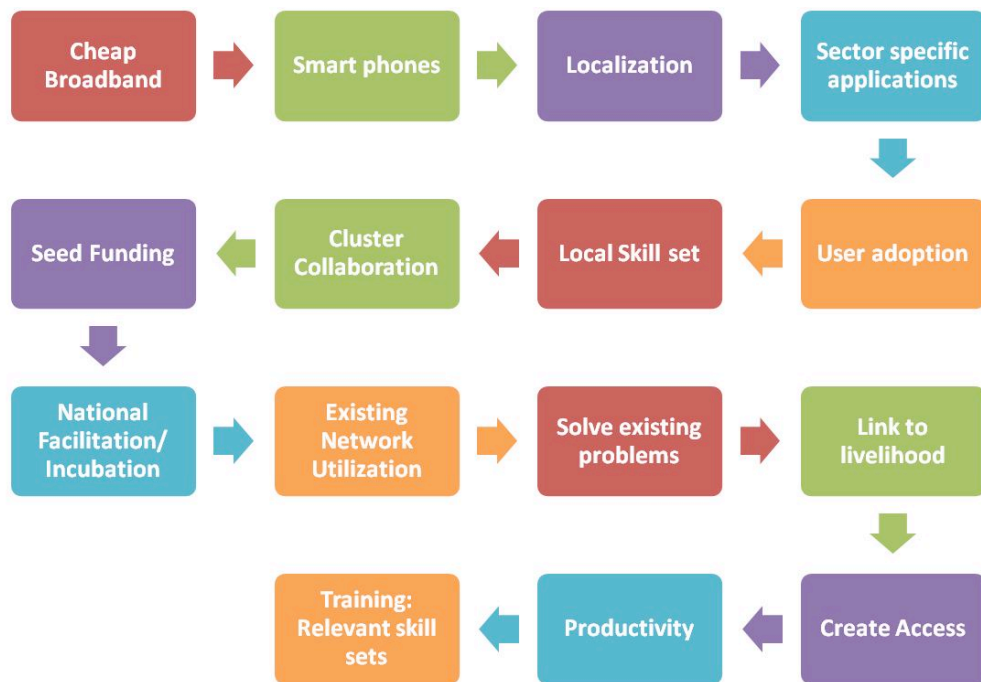 Cheap
Broadband
Smart phones
Localization
Sector specific
applications
User adoption
Local Skill set
Cluster
Collaboration
Seed Funding
National
Facilitation/
Incubation
Existing
Network
Utilization
Solve existing
problems
Link to
livelihood
Create Access
Productivity
Training:
Relevant skill
sets